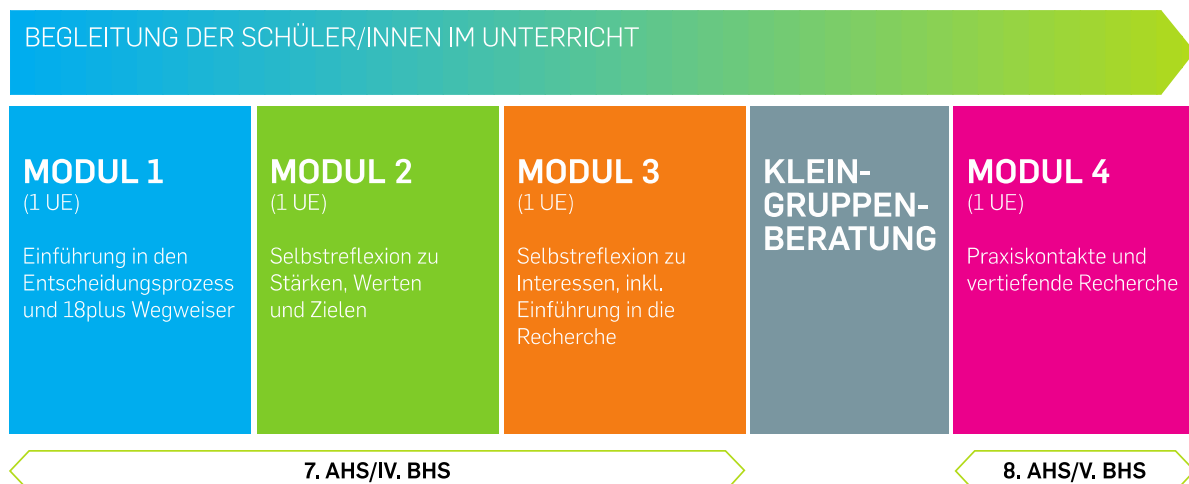 BEGLEITUNG DER SCHÜLER/INNEN IM UNTERRICHT
MODUL 1
(1 UE)
Einführung in den
Entscheidungsprozess
und 18plus Wegweiser
MODUL 2
(1 UE)
Selbstreflexion zu
Stärken, Werten
und Zielen
MODUL 3
(1 UE)
Selbstreflexion zu
Interessen, inkl.
Einführung in die
Recherche
KLEIN-
GRUPPEN-
BERATUNG
MODUL 4
(1 UE)
Praxiskontakte und
vertiefende Recherche
7. AHS/IV. BHS
8. AHS/V. BHS